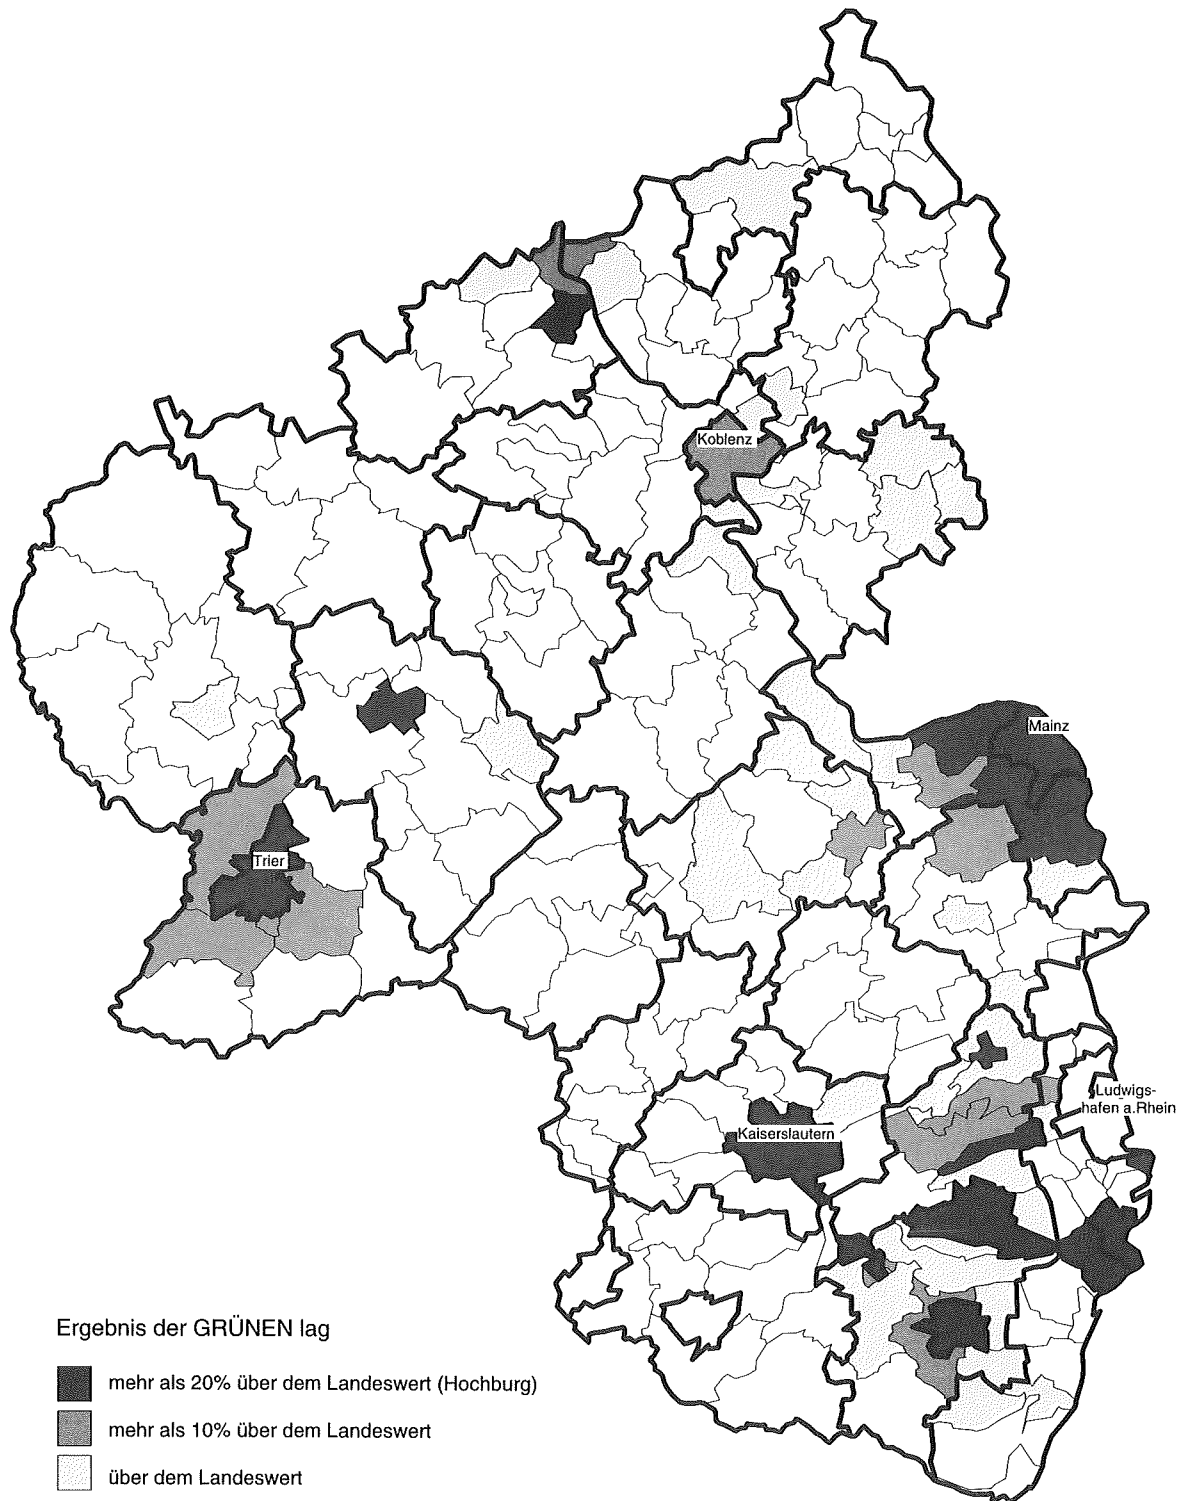 Koblenz
Mainz
Trier
Ludwigs-
hafen a.Rhein
Kaiserslautern
Ergebnis der GRÜNEN lag
mehr als 20% über dem Landeswert (Hochburg)
mehr als 10% über dem Landeswert
über dem Landeswert